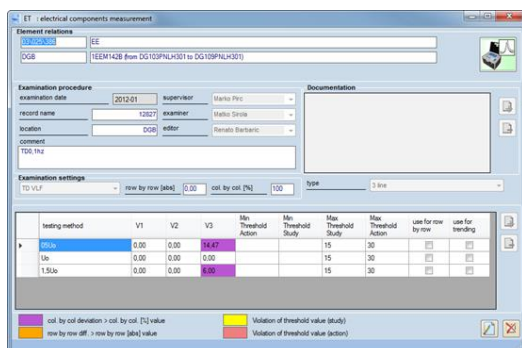 ET : electrical components measurement
Element relations
EE
DGB 1EEM142B (from DG103PNLH301 to DG109PNLH301)
Examination procedure
Documentation
examination date 2012-01 supervisor Marko Pirc
record name 12827 examiner Matko Sirola
location DGB editor Renato Barbaric
comment
TD0,1hz
Examination settings
TD VLF row by row [abs] 0,00 col. by col. [%] 100 type 3 line
testing method V1 V2 V3 Min Threshold Action Min Threshold Study Max Threshold Study Max Threshold Action use for row by row use for trending
05Uo 0,00 0,00 14,47 15 30
Uo 0,00 0,00 0,00 15 30
1,5Uo 0,00 0,00 6,00 15 30
col. by col deviation > col. by col. [%] value
Violation of threshold value (study)
row by row diff. > row by row [abs] value
Violation of threshold value (action)